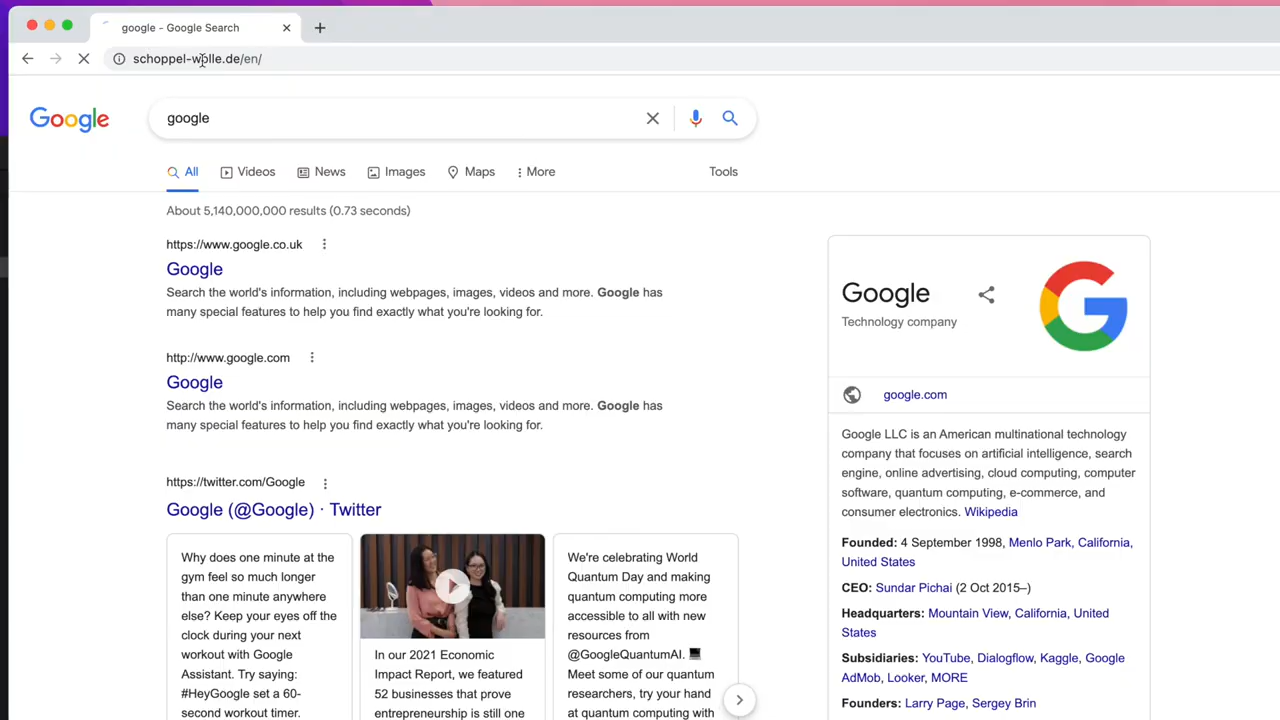 google - Google Search
schoppel-wolle.de/en/
Google
google
All Videos News Images Maps More Tools
About 5,140,000,000 results (0.73 seconds)
https://www.google.co.uk
Google
Search the world's information, including webpages, images, videos and more. Google has
many special features to help you find exactly what you're looking for.
http://www.google.com
Google
Search the world's information, including webpages, images, videos and more. Google has
many special features to help you find exactly what you're looking for.
https://twitter.com/Google
Google (@Google) · Twitter
Why does one minute at the
gym feel so much longer
than one minute anywhere
else? Keep your eyes off the
clock during your next
workout with Google
Assistant. Try saying:
#HeyGoogle set a 60-
second workout timer.
In our 2021 Economic
Impact Report, we featured
52 businesses that prove
entrepreneurship is still one
We're celebrating World
Quantum Day and making
quantum computing more
accessible to all with new
resources from
@GoogleQuantumAI.
Meet some of our quantum
researchers, try your hand
at quantum computing with
Google
Technology company
google.com
Google LLC is an American multinational technology
company that focuses on artificial intelligence, search
engine, online advertising, cloud computing, computer
software, quantum computing, e-commerce, and
consumer electronics. Wikipedia
Founded: 4 September 1998, Menlo Park, California,
United States
CEO: Sundar Pichai (2 Oct 2015–)
Headquarters: Mountain View, California, United
States
Subsidiaries: YouTube, Dialogflow, Kaggle, Google
AdMob, Looker, MORE
Founders: Larry Page, Sergey Brin